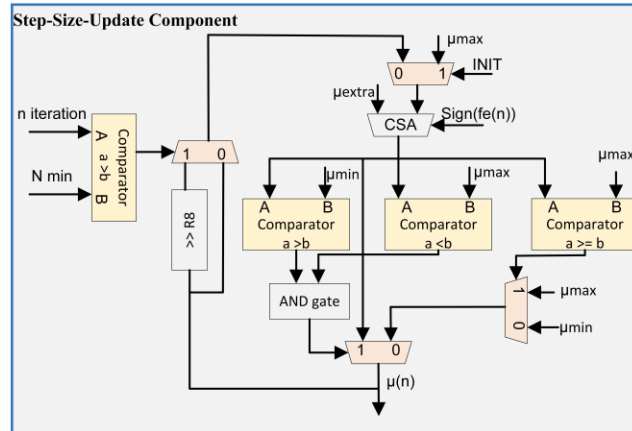 Step-Size-Update Component
µmax
0 1
INIT
n iteration
µextra
Sign(fe(n))
CSA
A
Comparator
a >b
B
N min
1 0
>> R8
µmin
µmax
µmax
A B
Comparator
a >b
A B
Comparator
a <b
A B
Comparator
a >= b
AND gate
1
µmax
0
µmin
1 0
µ(n)